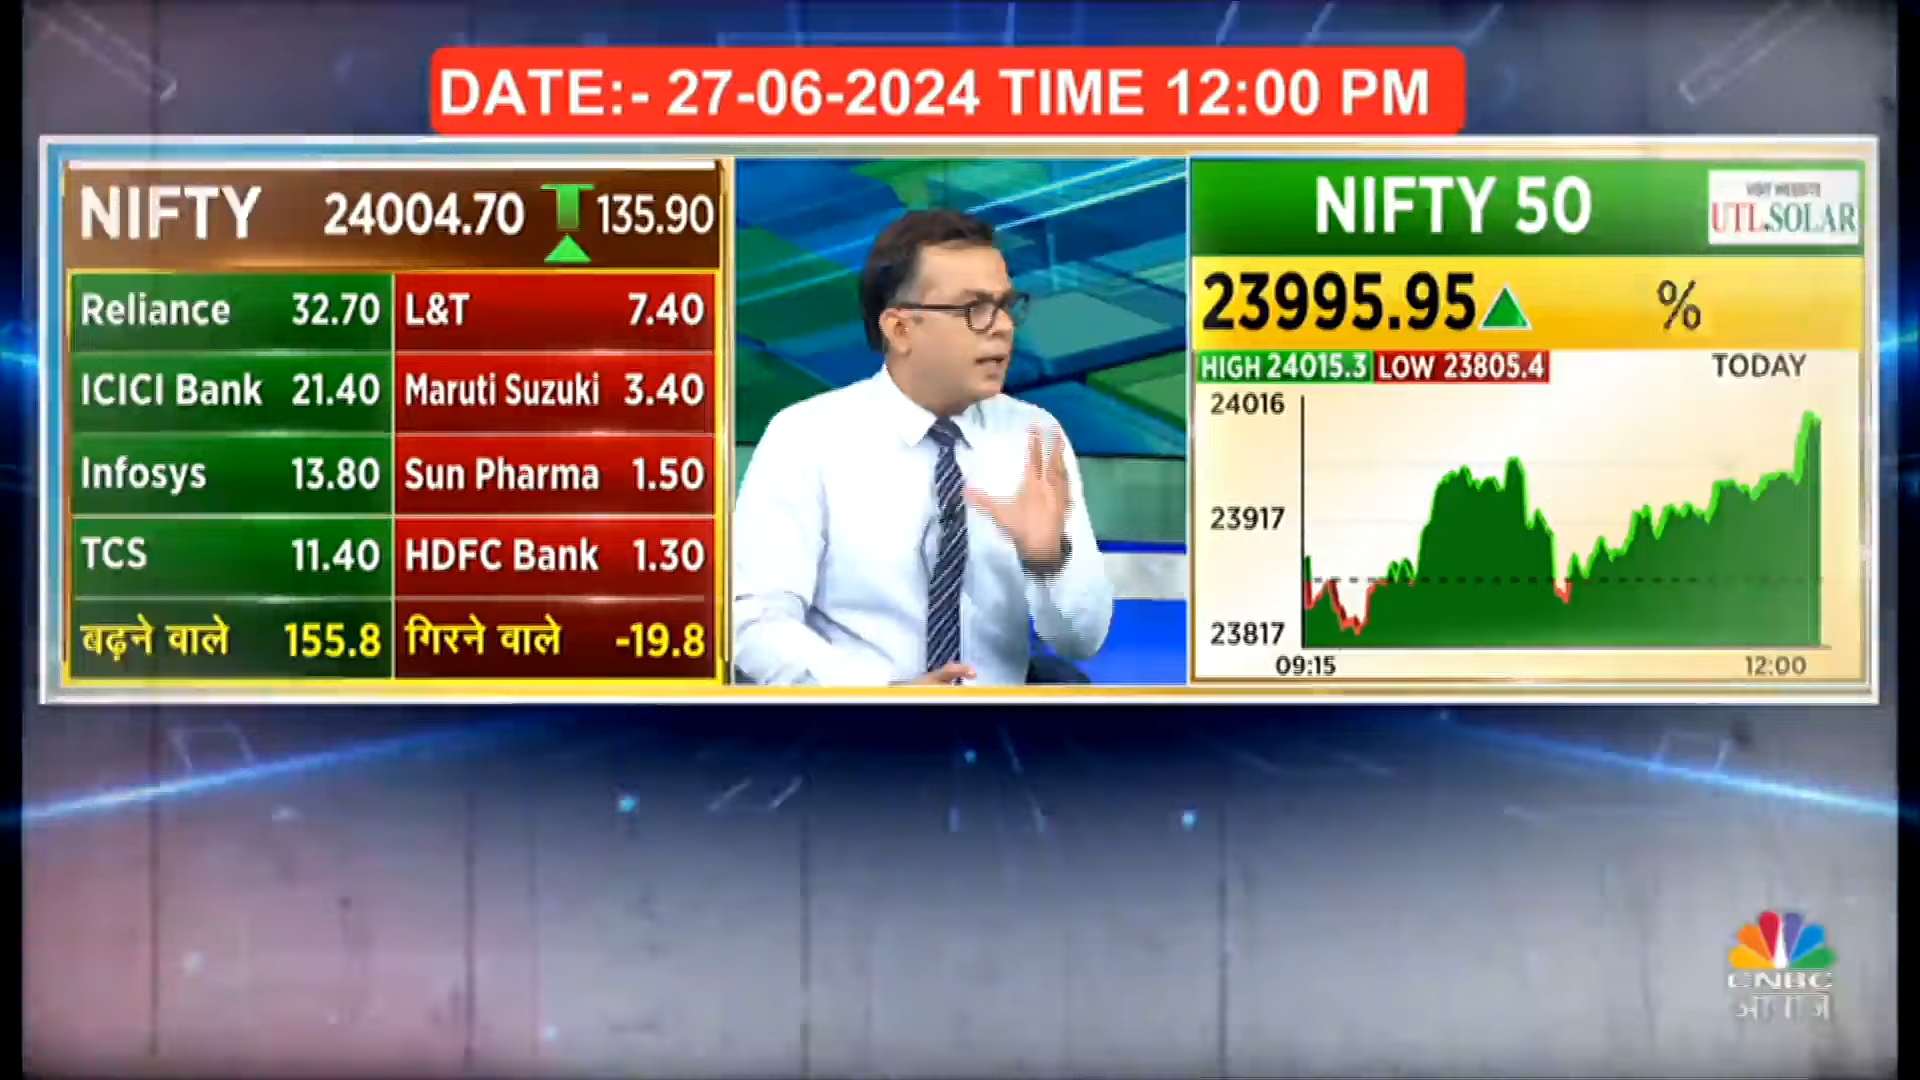 DATE:- 27-06-2024 TIME 12:00 PM
NIFTY 24004.70 135.90
Reliance 32.70 L&T 7.40
ICICI Bank 21.40 Maruti Suzuki 3.40
Infosys 13.80 Sun Pharma 1.50
TCS 11.40 HDFC Bank 1.30
बढ़ने वाले 155.8 गिरने वाले -19.8
NIFTY 50
UTL SOLAR
23995.95 %
HIGH 24015.3 LOW 23805.4 TODAY
24016
23917
23817
09:15 12:00
CNBC
आवाज़